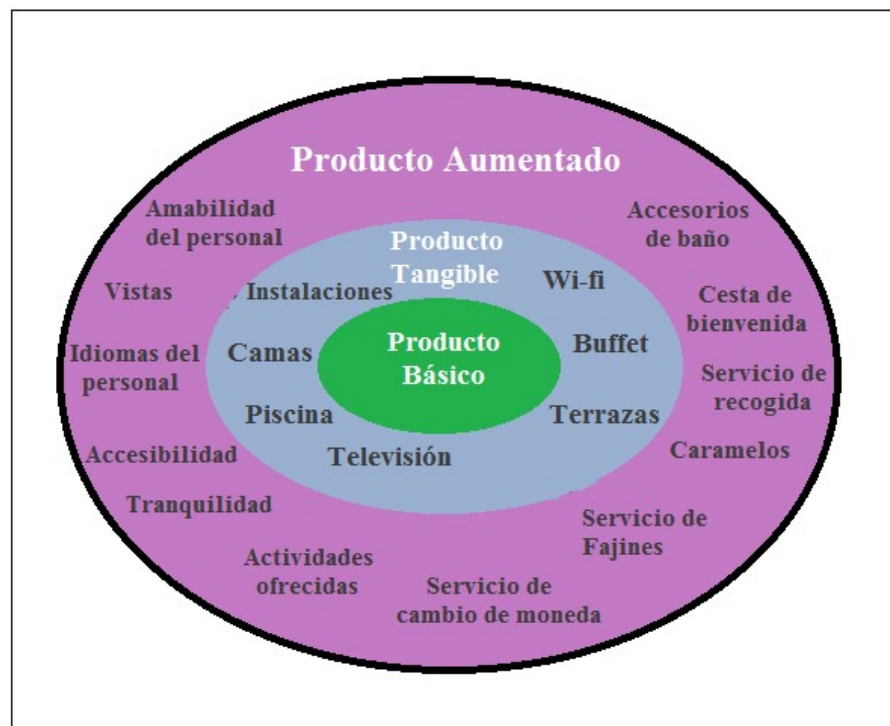 Producto Aumentado
Amabilidad
del personal
Accesorios
de baño
Producto
Tangible
Vistas
Instalaciones
Wi-fi
Cesta de
bienvenida
Idiomas del
personal
Camas
Producto
Básico
Buffet
Servicio de
recogida
Piscina
Terrazas
Accesibilidad
Televisión
Caramelos
Tranquilidad
Servicio de
Fajines
Actividades
ofrecidas
Servicio de
cambio de moneda